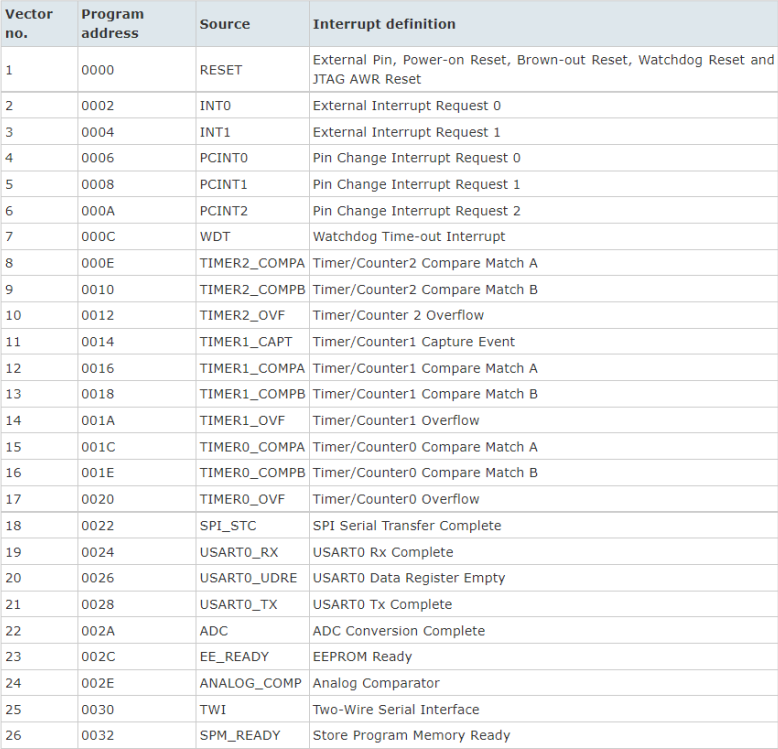 Vector no. Program address Source Interrupt definition
1 0000 RESET External Pin, Power-on Reset, Brown-out Reset, Watchdog Reset and
JTAG AWR Reset
2 0002 INT0 External Interrupt Request 0
3 0004 INT1 External Interrupt Request 1
4 0006 PCINT0 Pin Change Interrupt Request 0
5 0008 PCINT1 Pin Change Interrupt Request 1
6 000A PCINT2 Pin Change Interrupt Request 2
7 000C WDT Watchdog Time-out Interrupt
8 000E TIMER2_COMPA Timer/Counter2 Compare Match A
9 0010 TIMER2_COMPB Timer/Counter2 Compare Match B
10 0012 TIMER2_OVF Timer/Counter 2 Overflow
11 0014 TIMER1_CAPT Timer/Counter1 Capture Event
12 0016 TIMER1_COMPA Timer/Counter1 Compare Match A
13 0018 TIMER1_COMPB Timer/Counter1 Compare Match B
14 001A TIMER1_OVF Timer/Counter1 Overflow
15 001C TIMER0_COMPA Timer/Counter0 Compare Match A
16 001E TIMER0_COMPB Timer/Counter0 Compare Match B
17 0020 TIMER0_OVF Timer/Counter0 Overflow
18 0022 SPI_STC SPI Serial Transfer Complete
19 0024 USART0_RX USART0 Rx Complete
20 0026 USART0_UDRE USART0 Data Register Empty
21 0028 USART0_TX USART0 Tx Complete
22 002A ADC ADC Conversion Complete
23 002C EE_READY EEPROM Ready
24 002E ANALOG_COMP Analog Comparator
25 0030 TWI Two-Wire Serial Interface
26 0032 SPM_READY Store Program Memory Ready